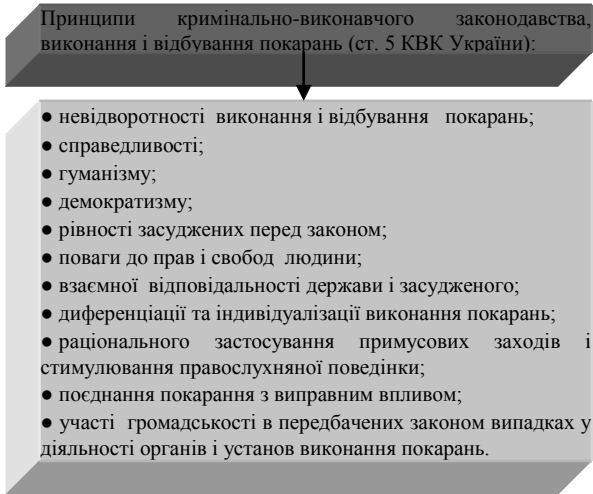 Принципи кримінально-виконавчого законодавства,
виконання і відбування покарань (ст. 5 КВК України):
● невідворотності виконання і відбування покарань;
● справедливості;
● гуманізму;
● демократизму;
● рівності засуджених перед законом;
● поваги до прав і свобод людини;
● взаємної відповідальності держави і засудженого;
● диференціації та індивідуалізації виконання покарань;
● раціонального застосування примусових заходів і
стимулювання правослухняної поведінки;
● поєднання покарання з виправним впливом;
● участі громадськості в передбачених законом випадках у
діяльності органів і установ виконання покарань.